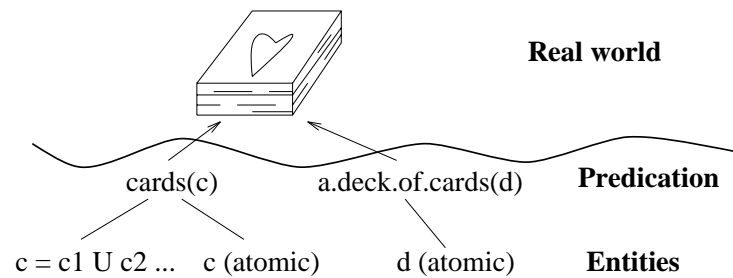 Real world
cards(c) a.deck.of.cards(d) Predication
c = c1 U c2 ... c (atomic) d (atomic) Entities